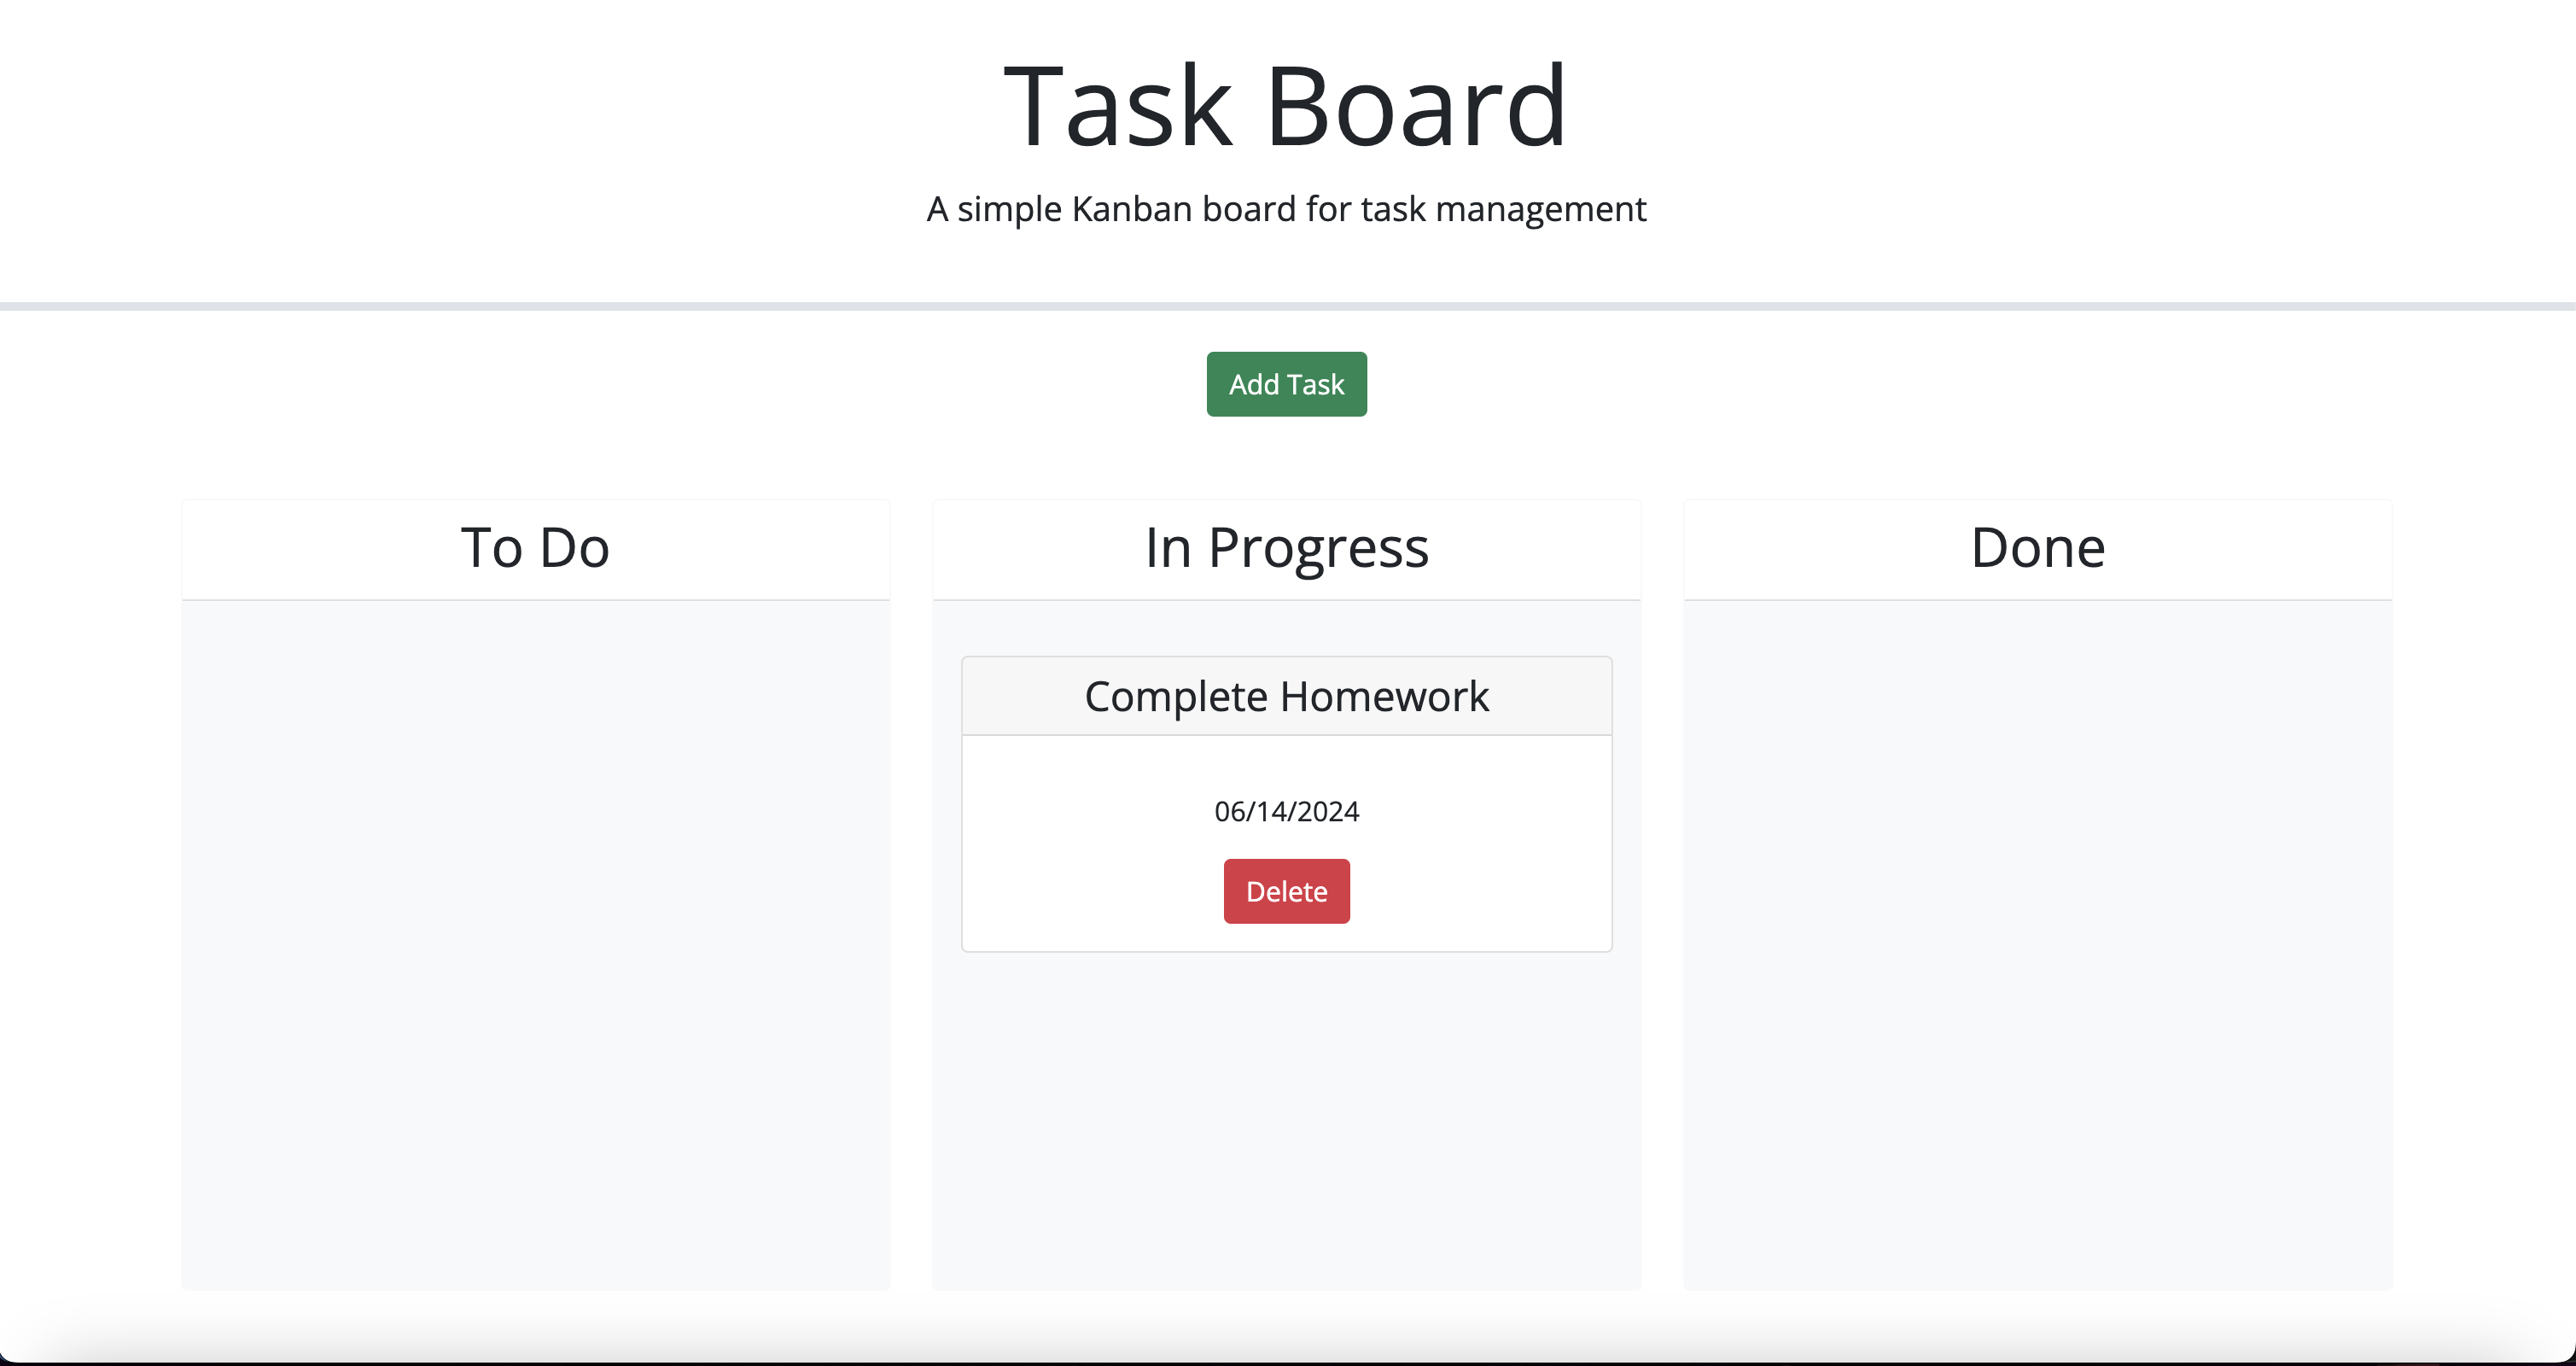 Task Board
A simple Kanban board for task management
Add Task
To Do
In Progress
Done
Complete Homework
06/14/2024
Delete